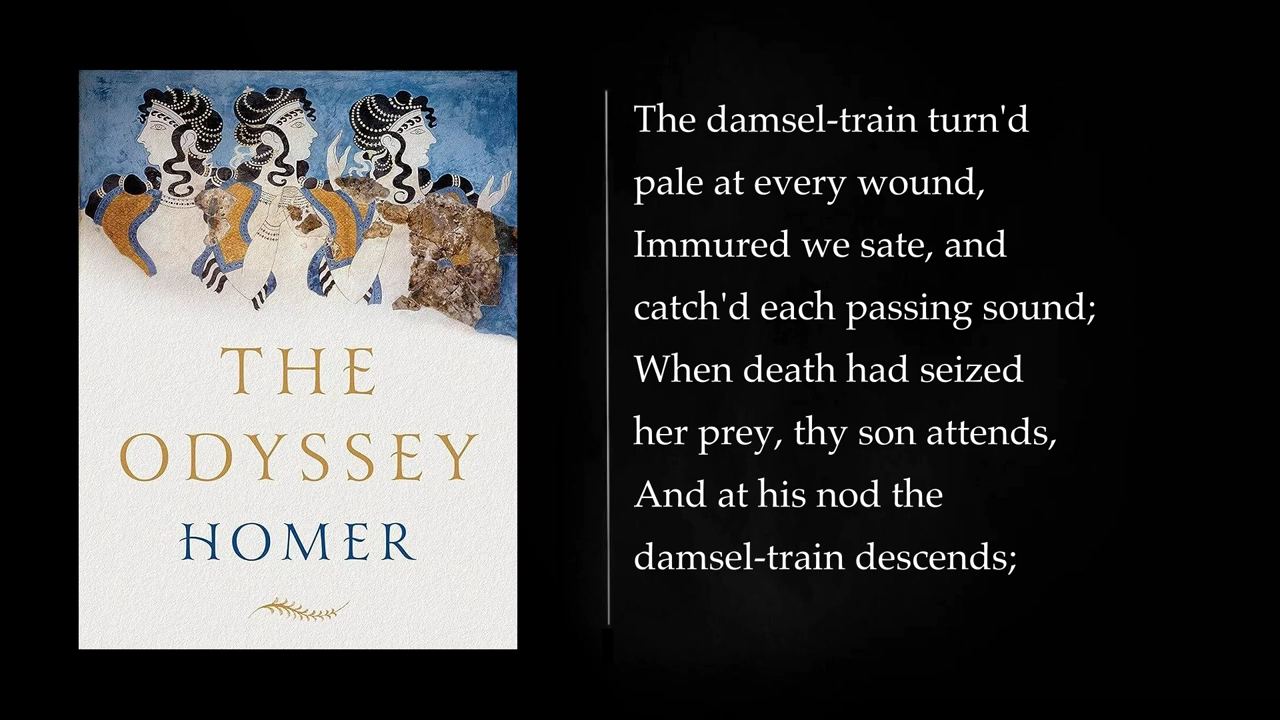 THE
ODYSSEY
HOMER
The damsel-train turn'd
pale at every wound,
Immured we sate, and
catch'd each passing sound;
When death had seized
her prey, thy son attends,
And at his nod the
damsel-train descends;